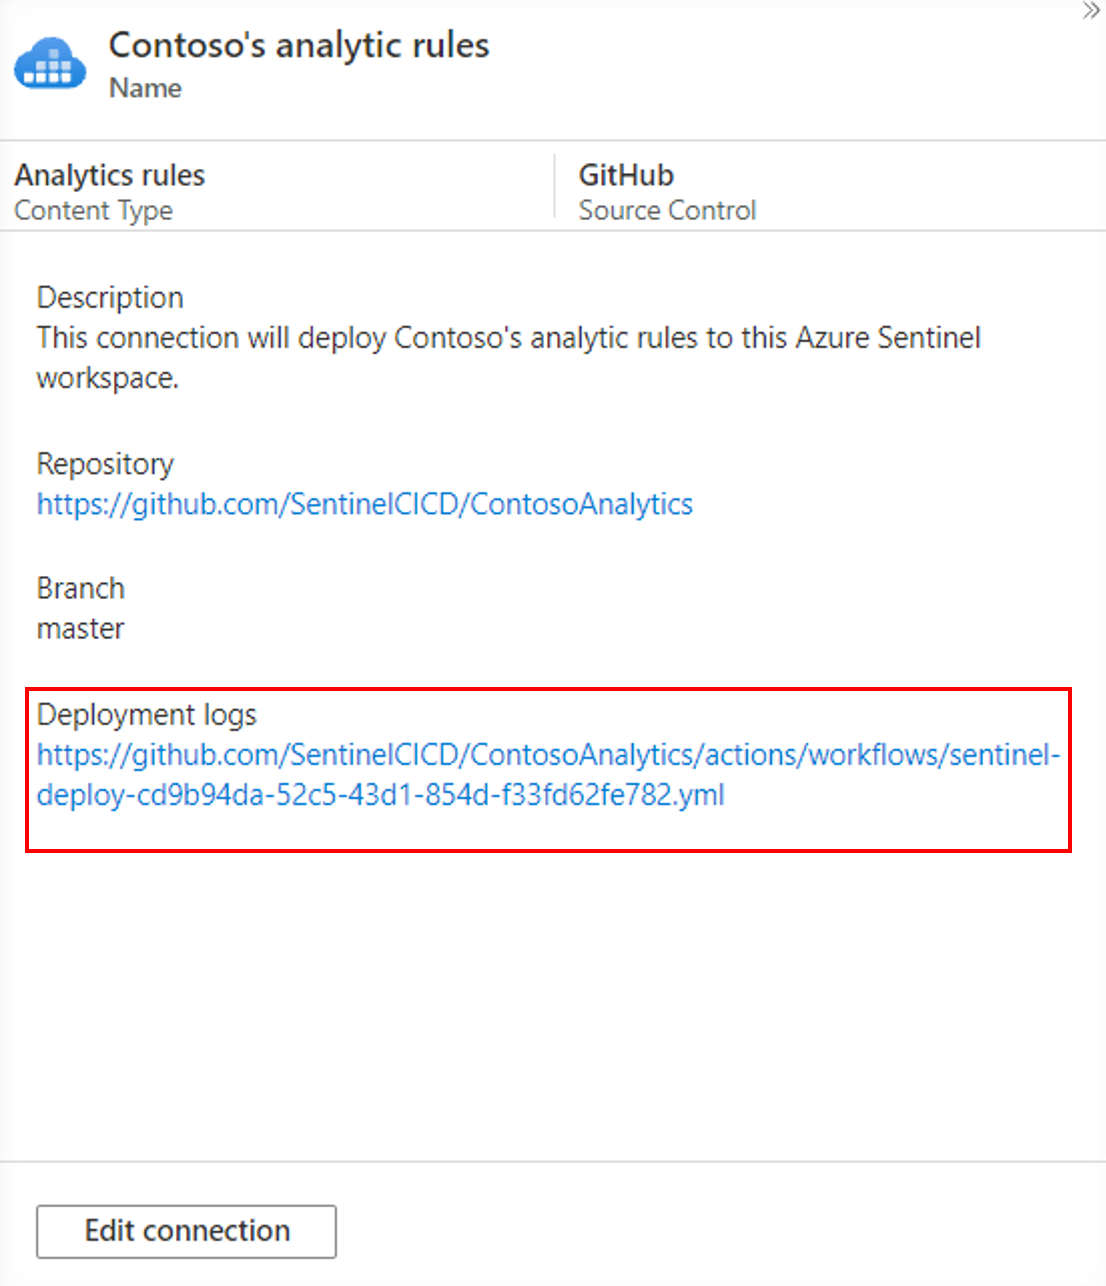 Contoso's analytic rules
Name
Analytics rules
Content Type
GitHub
Source Control
Description
This connection will deploy Contoso's analytic rules to this Azure Sentinel
workspace.
Repository
https://github.com/SentinelCICD/ContosoAnalytics
Branch
master
Deployment logs
https://github.com/SentinelCICD/ContosoAnalytics/actions/workflows/sentinel-
deploy-cd9b94da-52c5-43d1-854d-f33fd62fe782.yml
Edit connection